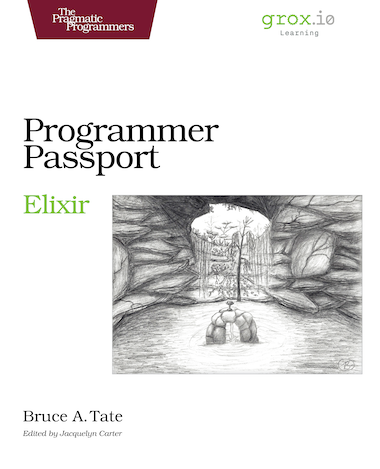 The
Pragmatic
Programmers
grox.io
Learning
Programmer
Passport
Elixir
Bruce A. Tate
Edited by Jacquelyn Carter